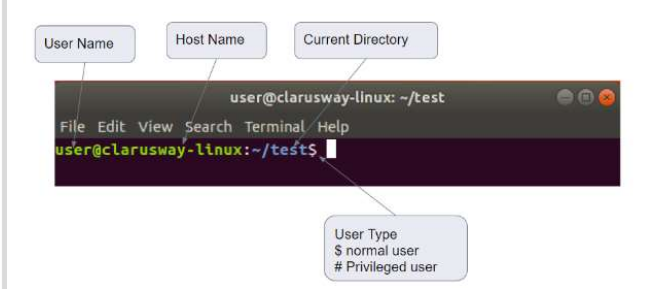 User Name
Host Name
Current Directory
user@clarusway-linux: ~/test
File Edit View Search Terminal Help
user@clarusway-linux:~/test$
User Type
$ normal user
# Privileged user